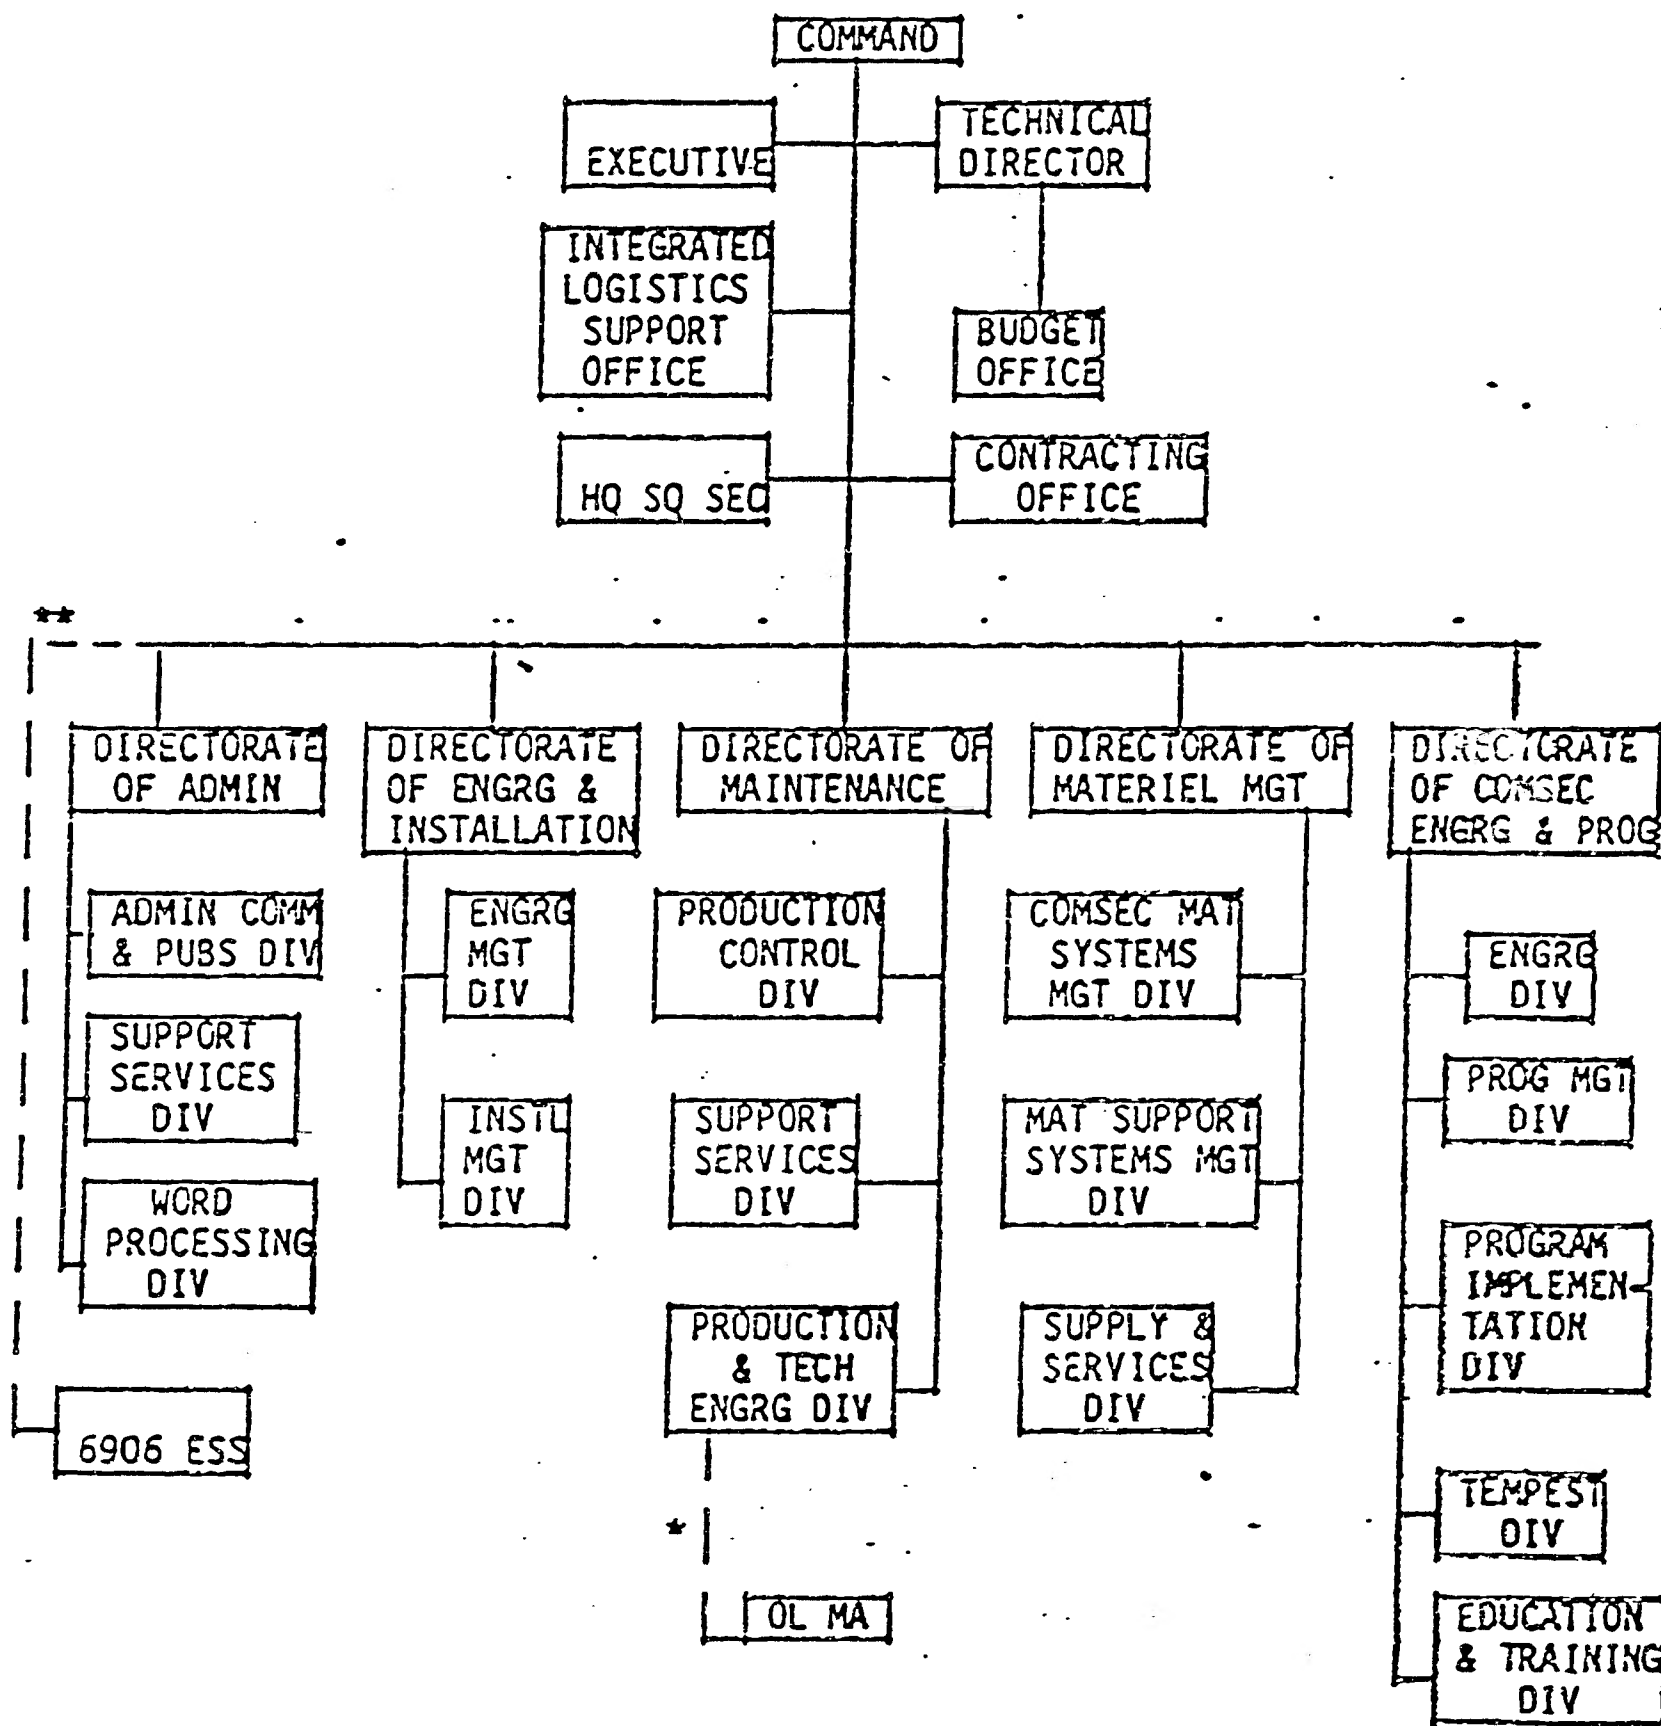 COMMAND
EXECUTIVE
TECHNICAL
DIRECTOR
INTEGRATED
LOGISTICS
SUPPORT
OFFICE
BUDGET
OFFICE
HQ SQ SEC
CONTRACTING
OFFICE
**
DIRECTORATE
OF ADMIN
DIRECTORATE
OF ENGRG &
INSTALLATION
DIRECTORATE OF
MAINTENANCE
DIRECTORATE OF
MATERIEL MGT
DIRECTORATE
OF COMSEC
ENGRG & PROG
ADMIN COMM
& PUBS DIV
SUPPORT
SERVICES
DIV
WORD
PROCESSING
DIV
6906 ESS
ENGRG
MGT
DIV
INSTL
MGT
DIV
PRODUCTION
CONTROL
DIV
SUPPORT
SERVICES
DIV
PRODUCTION
& TECH
ENGRG DIV
*
OL MA
COMSEC MAT
SYSTEMS
MGT DIV
MAT SUPPORT
SYSTEMS MGT
DIV
SUPPLY &
SERVICES
DIV
ENGRG
DIV
PROG MGT
DIV
PROGRAM
IMPLEMEN-
TATION
DIV
TEMPEST
DIV
EDUCATION
& TRAINING
DIV